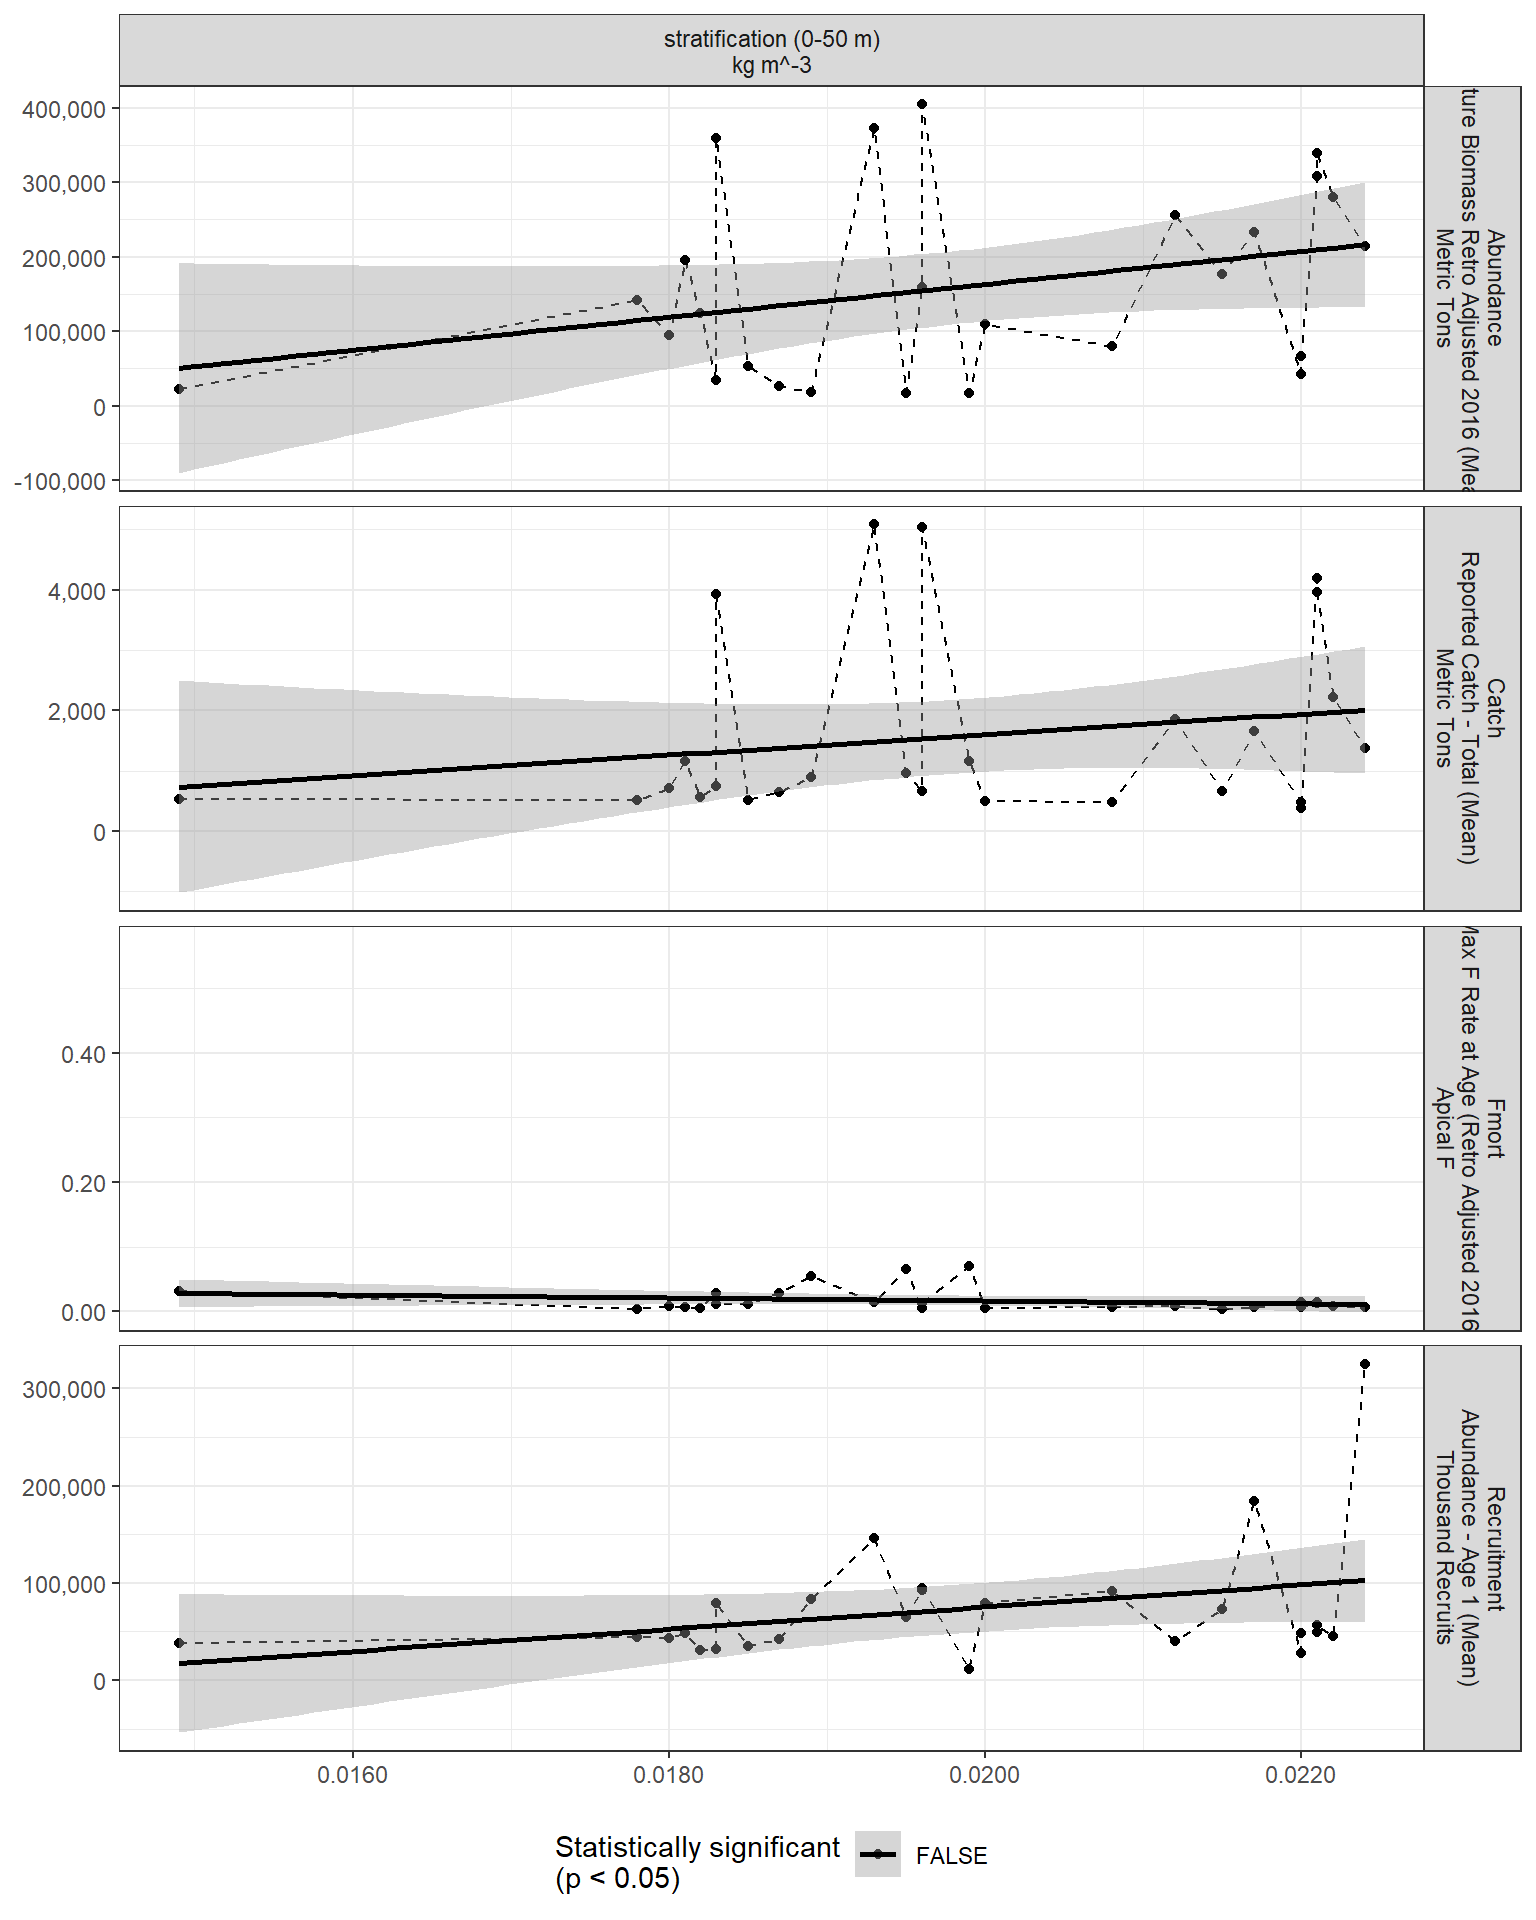 stratification (0-50 m)
kg m^-3
400,000
300,000
200,000
100,000
0
-100,000
Abundance
Biomass Retro Adjusted 2016
Metric Tons
4,000
2,000
0
Catch
Reported Catch - Total (Mean)
Metric Tons
0.40
0.20
0.00
Fmort
F Rate at Age (Retro Adjusted 2016
Apical F
300,000
200,000
100,000
0
Recruitment
Abundance - Age 1 (Mean)
Thousand Recruits
0.0160
0.0180
0.0200
0.0220
Statistically significant
(p < 0.05)
FALSE